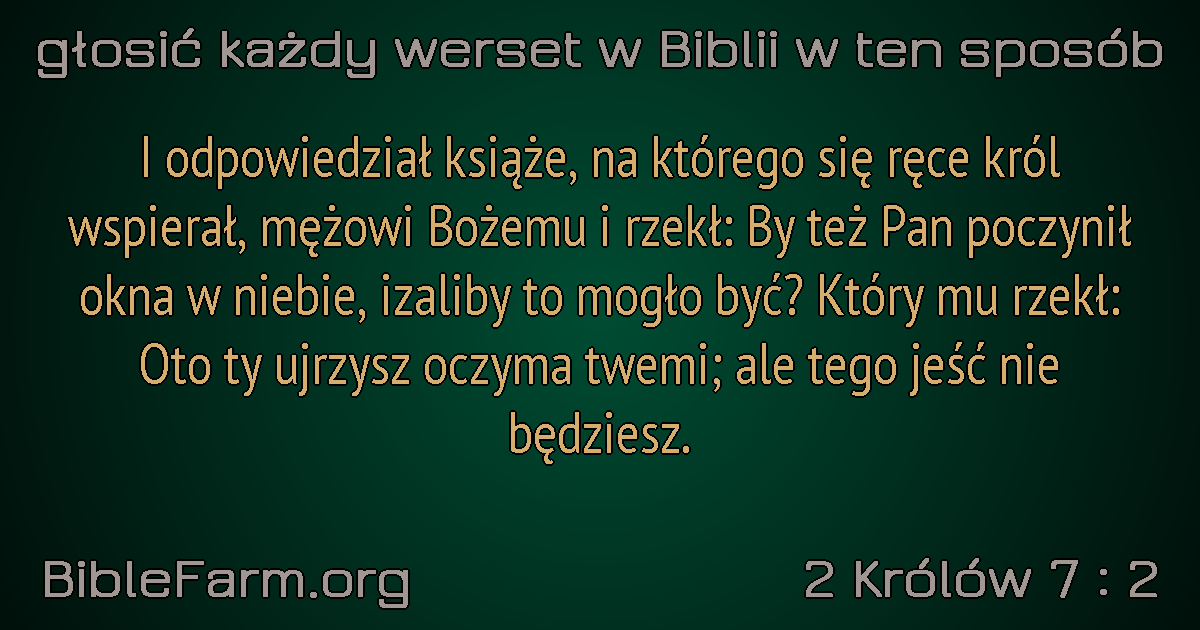 głosić każdy werset w Biblii w ten sposób
I odpowiedział książe, na którego się ręce król
wspierał, mężowi Bożemu i rzekł: By też Pan poczynił
okna w niebie, izaliby to mogło być? Który mu rzekł:
Oto ty ujrzysz oczyma twemi; ale tego jeść nie
będziesz.
BibleFarm.org
2 Królów 7 : 2